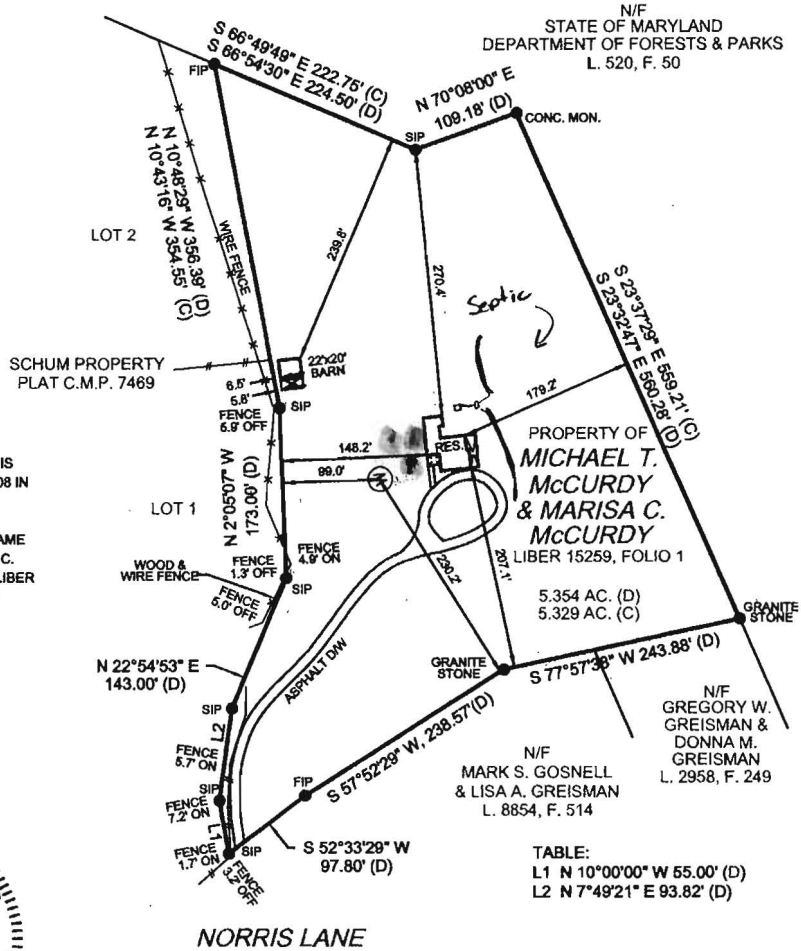 N/F
STATE OF MARYLAND
DEPARTMENT OF FORESTS & PARKS
L. 520, F. 50
S 66°49'49" E 222.75' (C)
S 66°54'30" E 224.50' (D)
N 70°08'00" E
109.18' (D)
FIP
SIP
CONC. MON.
N 10°48'29" W 356.39' (D)
N 10°43'16" W 354.55' (C)
WIRE FENCE
LOT 2
239.8'
270.4'
Septic
S 23°37'29" E 559.21' (C)
S 23°32'47" E 560.28' (D)
SCHUM PROPERTY
PLAT C.M.P. 7469
22'x20'
BARN
6.5'
5.8'
FENCE
5.9' OFF
SIP
179.2'
148.2'
RES.
99.0'
PROPERTY OF
MICHAEL T.
McCURDY
& MARISA C.
McCURDY
LIBER 15259, FOLIO 1
5.354 AC. (D)
5.329 AC. (C)
IS
08 IN
AME
C.
LIBER
LOT 1
N 2°05'07" W
173.00' (D)
FENCE
4.9' ON
FENCE
1.3' OFF
SIP
WOOD &
WIRE FENCE
FENCE
5.0' OFF
230.2'
207.1'
ASPHALT D/W
GRANITE
STONE
GRANITE
STONE
S 77°57'38" W 243.88' (D)
N 22°54'53" E
143.00' (D)
SIP
L2
FENCE
5.7' ON
SIP
FENCE
7.2' ON
L1
FENCE
1.7' ON
SIP
FENCE
3.2' OFF
FIP
S 57°52'29" W, 238.57'(D)
S 52°33'29" W
97.80' (D)
N/F
MARK S. GOSNELL
& LISA A. GREISMAN
L. 8854, F. 514
N/F
GREGORY W.
GREISMAN &
DONNA M.
GREISMAN
L. 2958, F. 249
TABLE:
L1 N 10°00'00" W 55.00' (D)
L2 N 7°49'21" E 93.82' (D)
NORRIS LANE